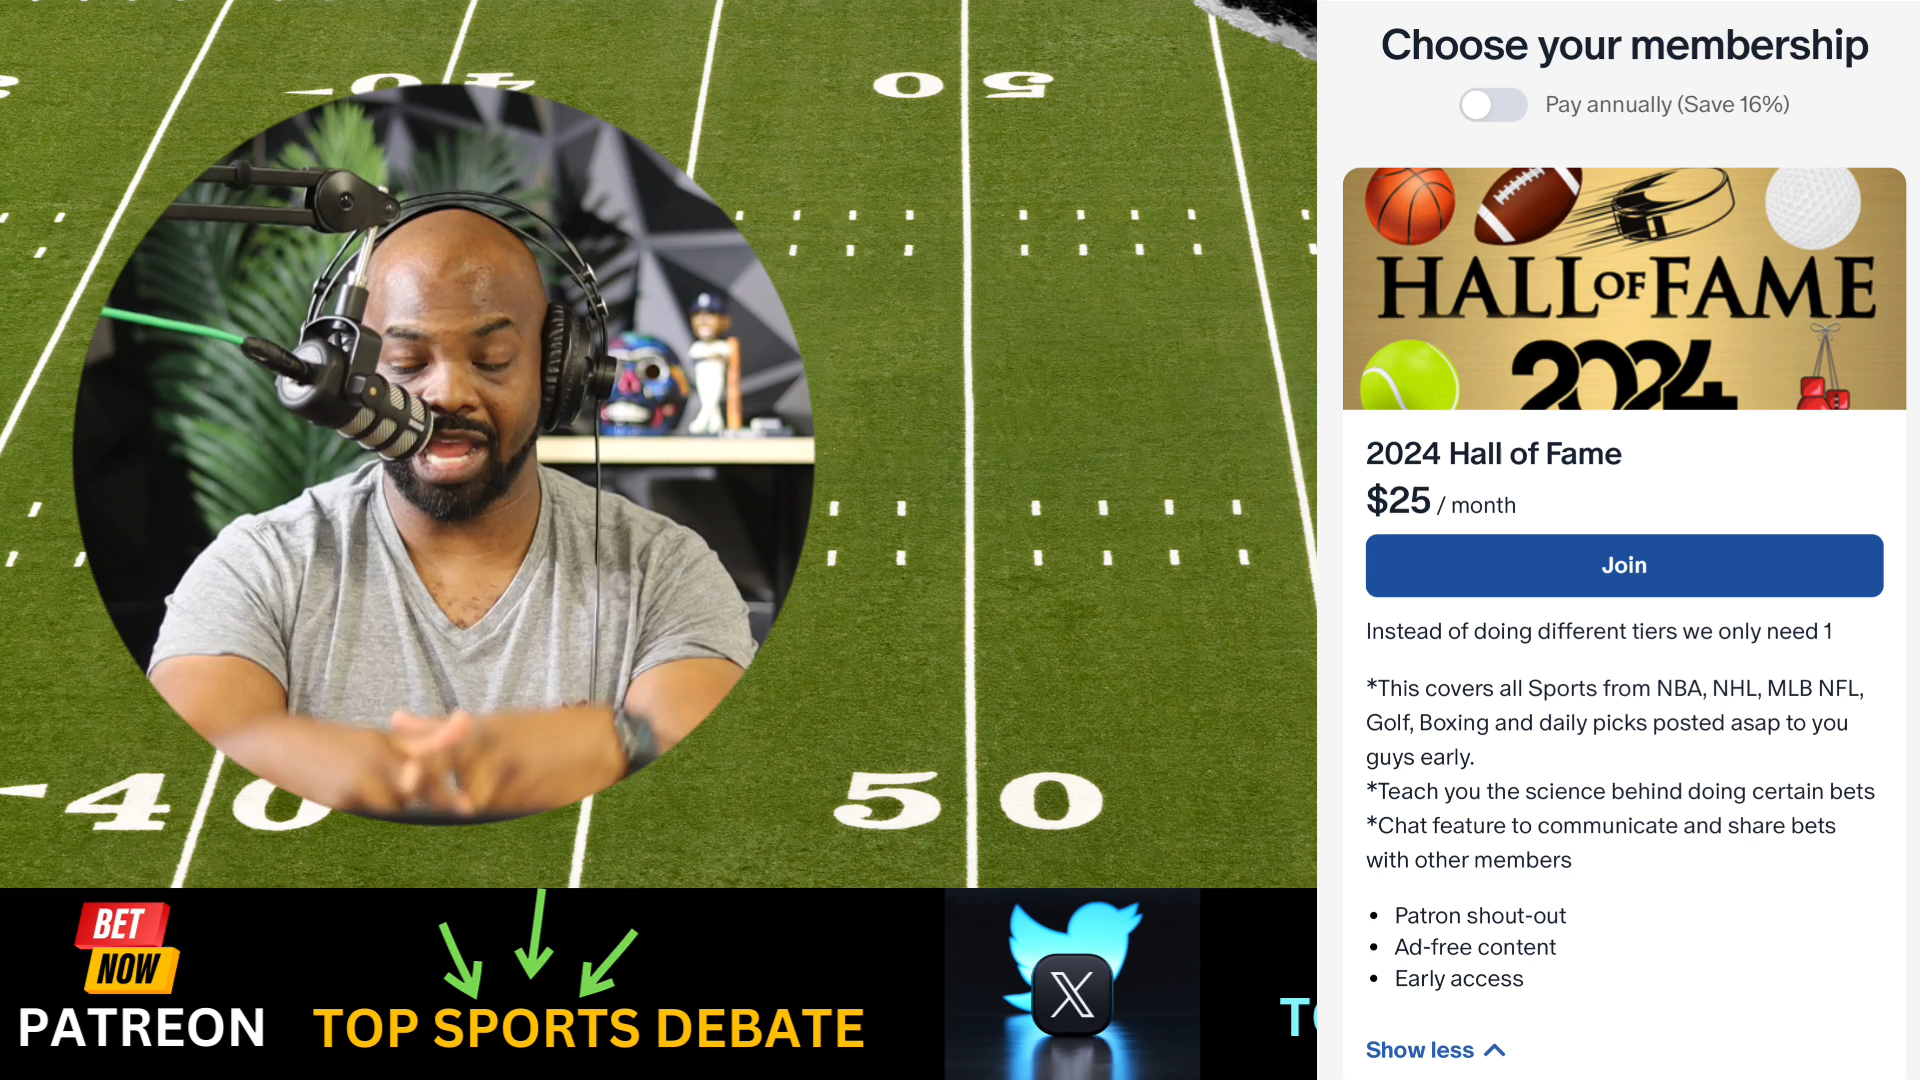 40
50
Choose your membership
Pay annually (Save 16%)
HALL OF FAME
2024
2024 Hall of Fame
$25 / month
Join
Instead of doing different tiers we only need 1
*This covers all Sports from NBA, NHL, MLB NFL,
Golf, Boxing and daily picks posted asap to you
guys early.
*Teach you the science behind doing certain bets
*Chat feature to communicate and share bets
with other members
• Patron shout-out
• Ad-free content
• Early access
Show less
40
50
BET
NOW
PATREON
TOP SPORTS DEBATE
X